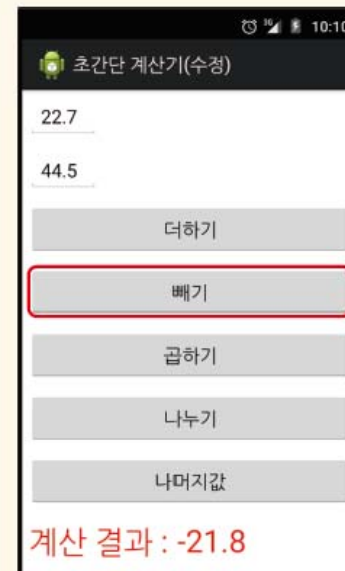 3G 10:10
초간단 계산기(수정)
22.7
44.5
더하기
빼기
곱하기
나누기
나머지값
계산 결과 : -21.8